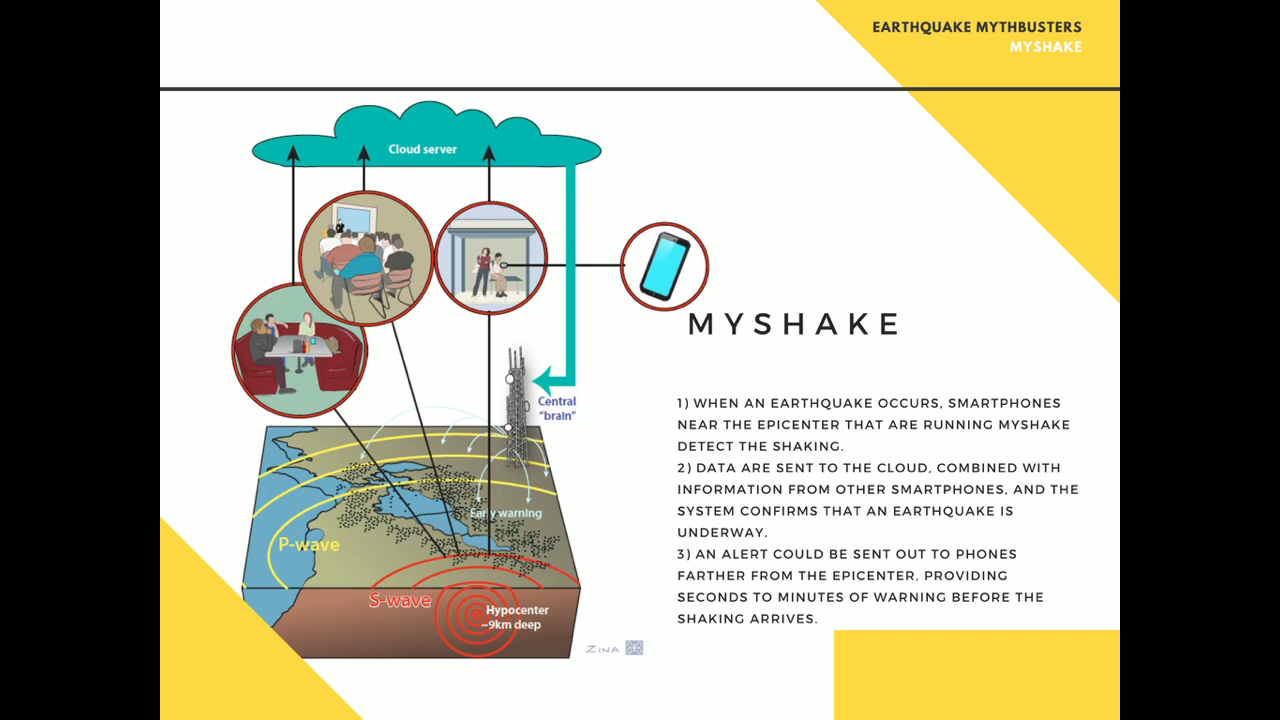 EARTHQUAKE MYTHBUSTERS
MYSHAKE
Cloud server
MYSHAKE
Central
"brain"
1) WHEN AN EARTHQUAKE OCCURS, SMARTPHONES
NEAR THE EPICENTER THAT ARE RUNNING MYSHAKE
DETECT THE SHAKING.
2) DATA ARE SENT TO THE CLOUD, COMBINED WITH
INFORMATION FROM OTHER SMARTPHONES, AND THE
SYSTEM CONFIRMS THAT AN EARTHQUAKE IS
UNDERWAY.
3) AN ALERT COULD BE SENT OUT TO PHONES
FARTHER FROM THE EPICENTER, PROVIDING
SECONDS TO MINUTES OF WARNING BEFORE THE
SHAKING ARRIVES.
Early warning
P-wave
S-wave
Hypocenter
~9km deep
ZINA